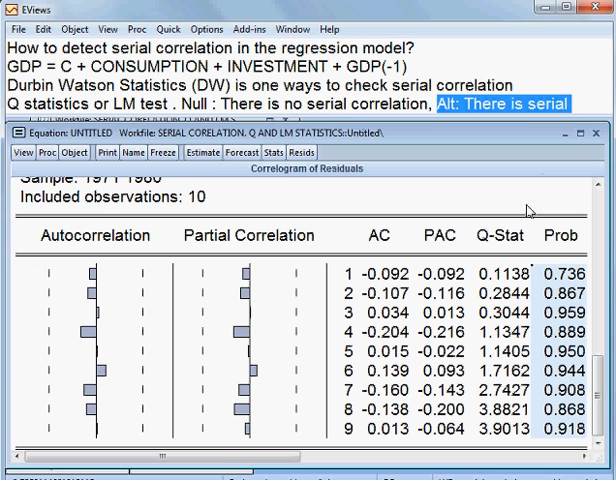 EViews
File Edit Object View Proc Quick Options Add-ins Window Help
How to detect serial correlation in the regression model?
GDP = C + CONSUMPTION + INVESTMENT + GDP(-1)
Durbin Watson Statistics (DW) is one ways to check serial correlation
Q statistics or LM test . Null : There is no serial correlation, Alt: There is serial
Equation: UNTITLED Workfile: SERIAL CORELATION. Q AND LM STATISTICS::Untitled\
View Proc Object Print Name Freeze Estimate Forecast Stats Resids
Correlogram of Residuals
Sample: 1971 1980
Included observations: 10
Autocorrelation Partial Correlation AC PAC Q-Stat Prob
1 -0.092 -0.092 0.1138 0.736
2 -0.107 -0.116 0.2844 0.867
3 0.034 0.013 0.3044 0.959
4 -0.204 -0.216 1.1347 0.889
5 0.015 -0.022 1.1405 0.950
6 0.139 0.093 1.7162 0.944
7 -0.160 -0.143 2.7427 0.908
8 -0.138 -0.200 3.8821 0.868
9 0.013 -0.064 3.9013 0.918